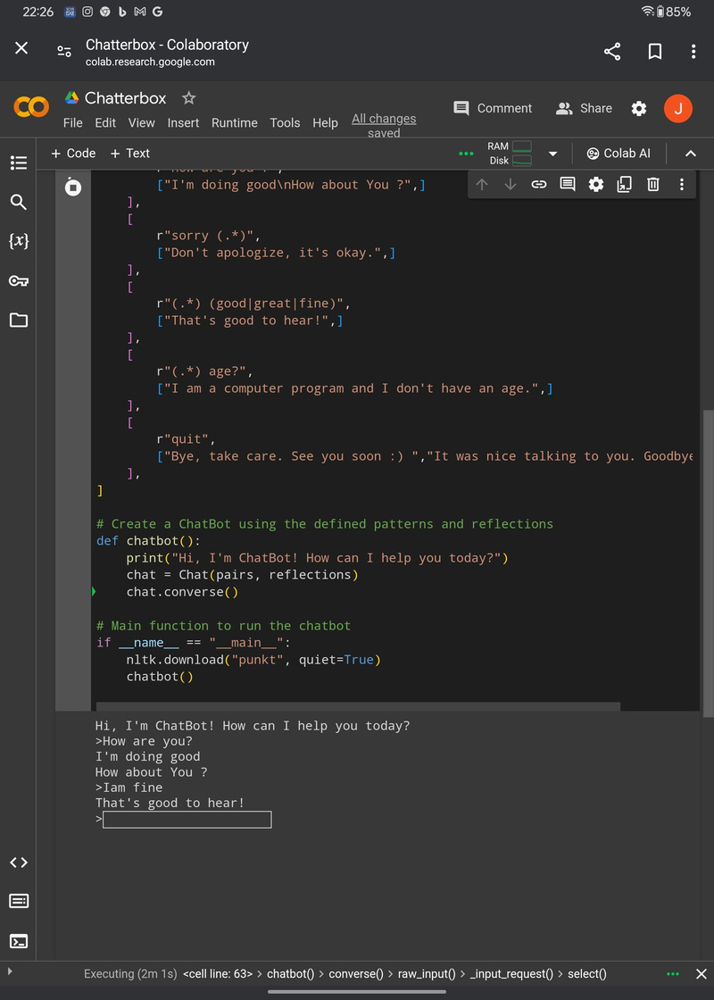 22:26
85%
Chatterbox - Colaboratory
colab.research.google.com
Chatterbox
File Edit View Insert Runtime Tools Help All changes saved
Comment
Share
J
+ Code + Text
RAM
Disk
Colab AI
["I'm doing good\nHow about You ?",]
],
[
r"sorry (.*)",
["Don't apologize, it's okay.",]
],
[
r"(.*) (good|great|fine)",
["That's good to hear!",]
],
[
r"(.*) age?",
["I am a computer program and I don't have an age.",]
],
[
r"quit",
["Bye, take care. See you soon :) ","It was nice talking to you. Goodbye
],
]
# Create a ChatBot using the defined patterns and reflections
def chatbot():
print("Hi, I'm ChatBot! How can I help you today?")
chat = Chat(pairs, reflections)
chat.converse()
# Main function to run the chatbot
if __name__ == "__main__":
nltk.download("punkt", quiet=True)
chatbot()
Hi, I'm ChatBot! How can I help you today?
>How are you?
I'm doing good
How about You ?
>Iam fine
That's good to hear!
>
Executing (2m 1s) <cell line: 63> > chatbot() > converse() > raw_input() > _input_request() > select()